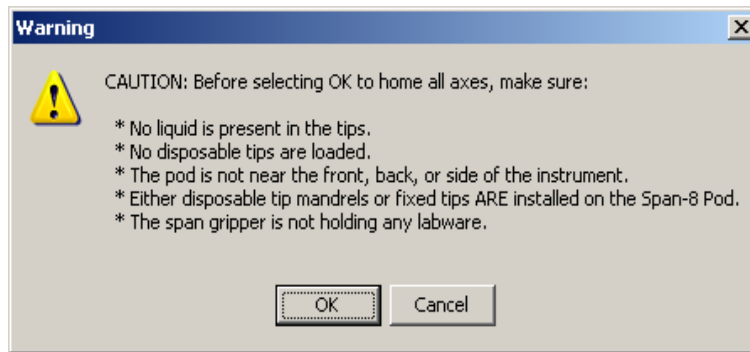 Warning
CAUTION: Before selecting OK to home all axes, make sure:
* No liquid is present in the tips.
* No disposable tips are loaded.
* The pod is not near the front, back, or side of the instrument.
* Either disposable tip mandrels or fixed tips ARE installed on the Span-8 Pod.
* The span gripper is not holding any labware.
OK
Cancel